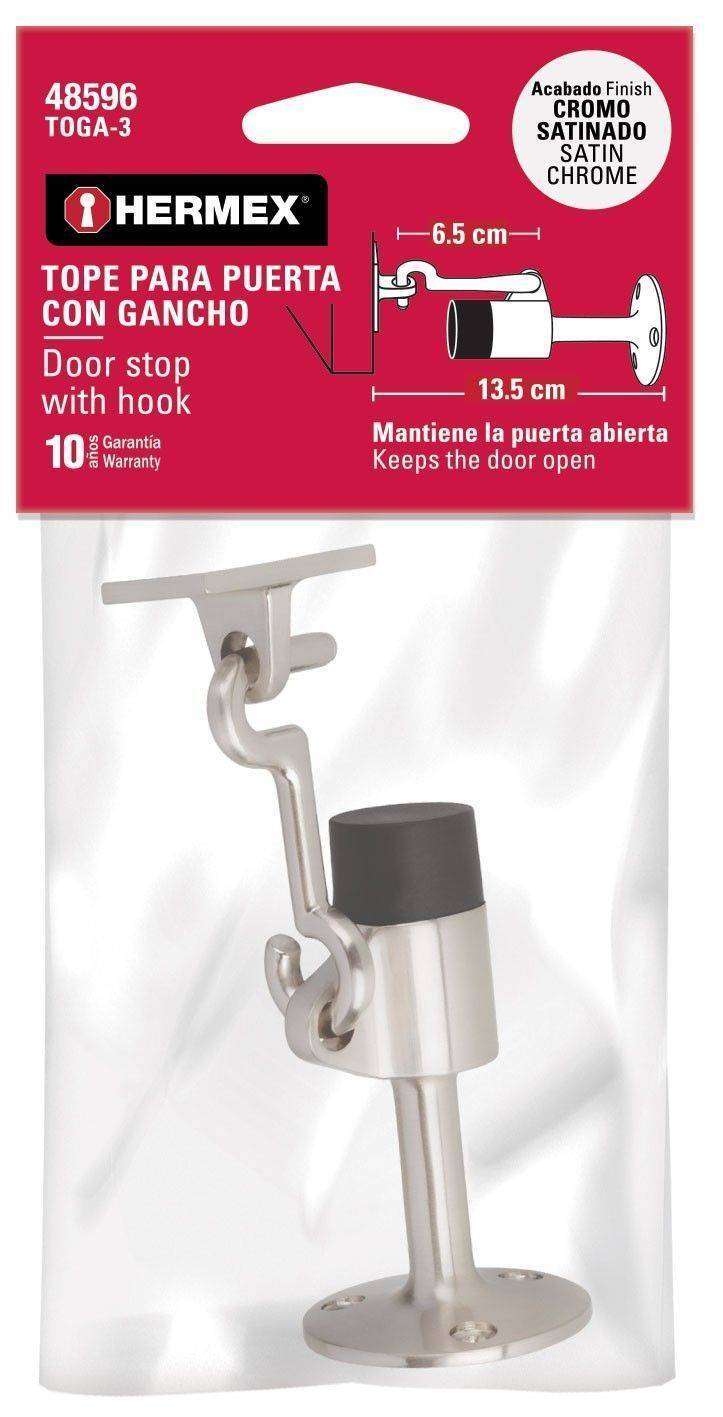 48596
TOGA-3
Acabado Finish
CROMO
SATINADO
SATIN
CHROME
HERMEX®
6.5 cm
TOPE PARA PUERTA
CON GANCHO
Door stop
with hook
13.5 cm
10 años Garantía
Warranty
Mantiene la puerta abierta
Keeps the door open